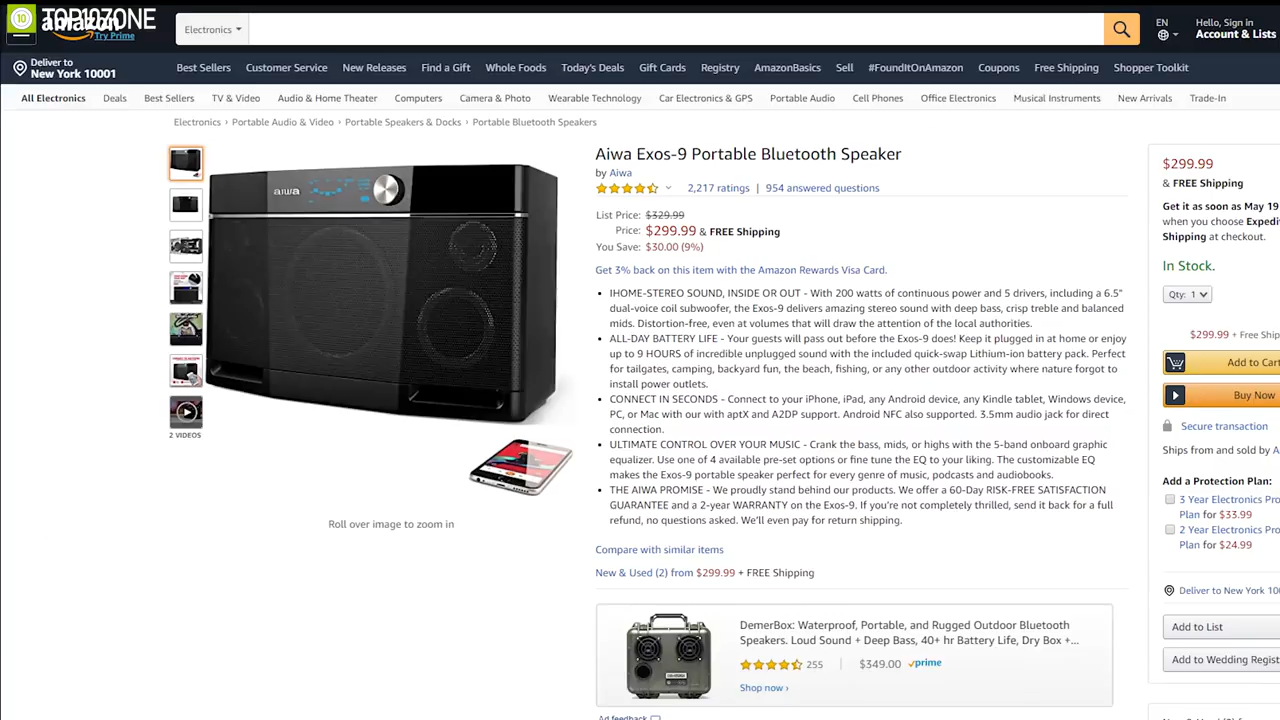 10
TOP10ZONE
amazon
Try Prime
Electronics
EN
Hello, Sign in
Account & Lists
Deliver to
New York 10001
Best Sellers
Customer Service
New Releases
Find a Gift
Whole Foods
Today's Deals
Gift Cards
Registry
AmazonBasics
Sell
#FoundItOnAmazon
Coupons
Free Shipping
Shopper Toolkit
All Electronics
Deals
Best Sellers
TV & Video
Audio & Home Theater
Computers
Camera & Photo
Wearable Technology
Car Electronics & GPS
Portable Audio
Cell Phones
Office Electronics
Musical Instruments
New Arrivals
Trade-In
Electronics › Portable Audio & Video › Portable Speakers & Docks › Portable Bluetooth Speakers
aiwa
2 VIDEOS
Roll over image to zoom in
Aiwa Exos-9 Portable Bluetooth Speaker
by Aiwa
2,217 ratings | 954 answered questions
List Price: $329.99
Price: $299.99 & FREE Shipping
You Save: $30.00 (9%)
Get 3% back on this item with the Amazon Rewards Visa Card.
• IHOME-STEREO SOUND, INSIDE OR OUT - With 200 watts of continuous power and 5 drivers, including a 6.5"
dual-voice coil subwoofer, the Exos-9 delivers amazing stereo sound with deep bass, crisp treble and balanced
mids. Distortion-free, even at volumes that will draw the attention of the local authorities.
• ALL-DAY BATTERY LIFE - Your guests will pass out before the Exos-9 does! Keep it plugged in at home or enjoy
up to 9 HOURS of incredible unplugged sound with the included quick-swap Lithium-ion battery pack. Perfect
for tailgates, camping, backyard fun, the beach, fishing, or any other outdoor activity where nature forgot to
install power outlets.
• CONNECT IN SECONDS - Connect to your iPhone, iPad, any Android device, any Kindle tablet, Windows device,
PC, or Mac with our with aptX and A2DP support. Android NFC also supported. 3.5mm audio jack for direct
connection.
• ULTIMATE CONTROL OVER YOUR MUSIC - Crank the bass, mids, or highs with the 5-band onboard graphic
equalizer. Use one of 4 available pre-set options or fine tune the EQ to your liking. The customizable EQ
makes the Exos-9 portable speaker perfect for every genre of music, podcasts and audiobooks.
• THE AIWA PROMISE - We proudly stand behind our products. We offer a 60-Day RISK-FREE SATISFACTION
GUARANTEE and a 2-year WARRANTY on the Exos-9. If you're not completely thrilled, send it back for a full
refund, no questions asked. We'll even pay for return shipping.
Compare with similar items
New & Used (2) from $299.99 + FREE Shipping
DemerBox: Waterproof, Portable, and Rugged Outdoor Bluetooth
Speakers. Loud Sound + Deep Bass, 40+ hr Battery Life, Dry Box +...
255 | $349.00 prime
Shop now ›
Ad feedback
$299.99
& FREE Shipping
Get it as soon as May 19
when you choose Expedi
Shipping at checkout.
In Stock.
Qty: 1
$299.99 + Free Ship
Add to Cart
Buy Now
Secure transaction
Ships from and sold by A
Add a Protection Plan:
3 Year Electronics Pro
Plan for $33.99
2 Year Electronics Pro
Plan for $24.99
Deliver to New York 100
Add to List
Add to Wedding Regist